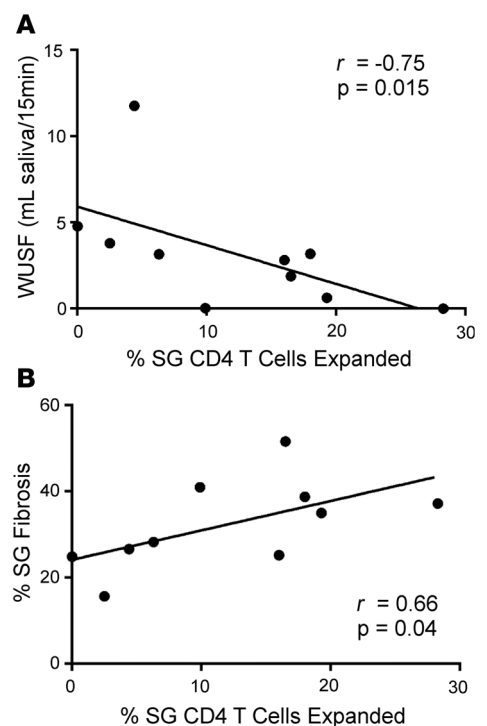 A
15
10
5
0
WUSF (mL saliva/15min)
r = -0.75
p = 0.015
0 10 20 30
% SG CD4 T Cells Expanded
B
60
40
20
0
% SG Fibrosis
r = 0.66
p = 0.04
0 10 20 30
% SG CD4 T Cells Expanded